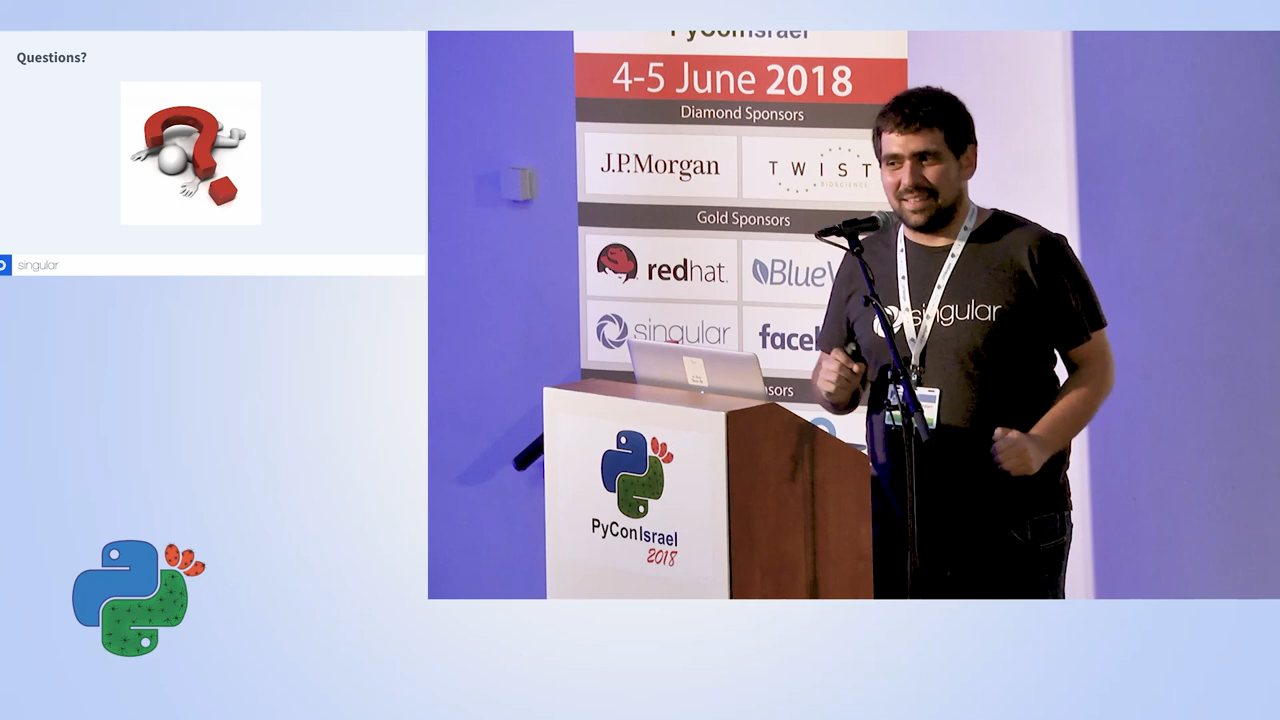 Questions?
singular
PyConIsrael
4-5 June 2018
Diamond Sponsors
J.P.Morgan
TWIST
BIOSCIENCE
Gold Sponsors
redhat.
Blue
singular
singular
PyConIsrael
2018